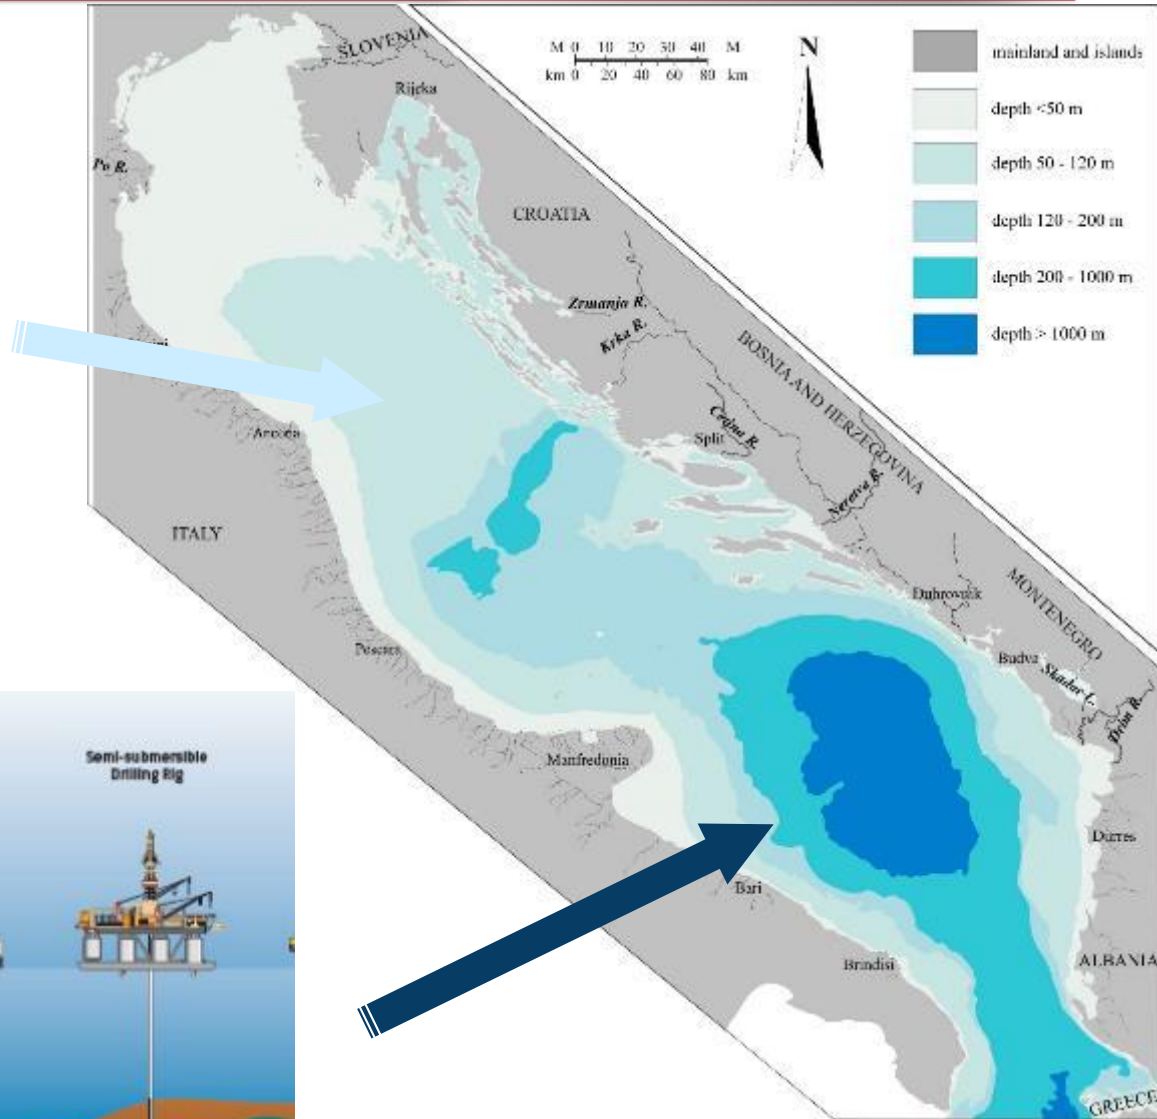 SLOVENIA
M 0 10 20 30 40 M
km 0 20 40 60 80 km
N
mainland and islands
depth <50 m
depth 50 - 120 m
depth 120 - 200 m
depth 200 - 1000 m
depth > 1000 m
Rijeka
Po R.
CROATIA
Zrmanja R.
Krka R.
BOSNIA AND HERZEGOVINA
Split
Neretva R.
Ancona
ITALY
MONTENEGRO
Dubrovnik
Pescara
Budva
Skadar L.
Drim R.
Manfredonia
Semi-submersible
Drilling Rig
Durres
Bari
Brindisi
ALBANIA
GREECE